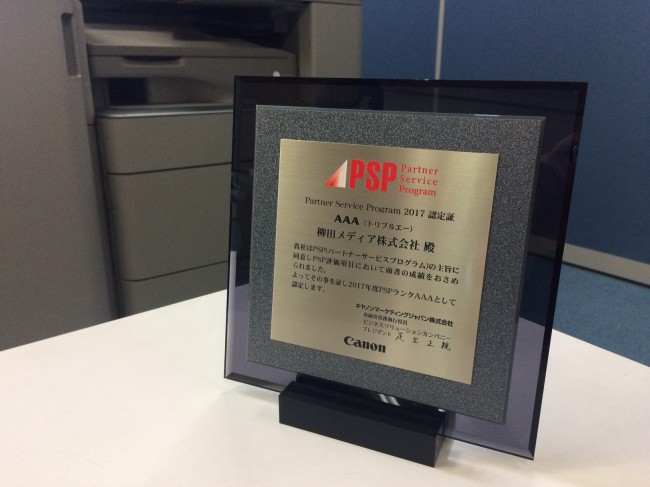 PSP Partner
Service
Program
Partner Service Program 2017 認定証
AAA（トリプルエー）
柳田メディア株式会社 殿
貴社はPSP(パートナーサービスプログラム)の主旨に
同意しPSP評価項目において顕著の成績をおさめ
られました。
よってその事を証し2017年度PSPランクAAAとして
認定します。
キヤノンマーケティングジャパン株式会社
ビジネスソリューションカンパニー
プレジデント
Canon